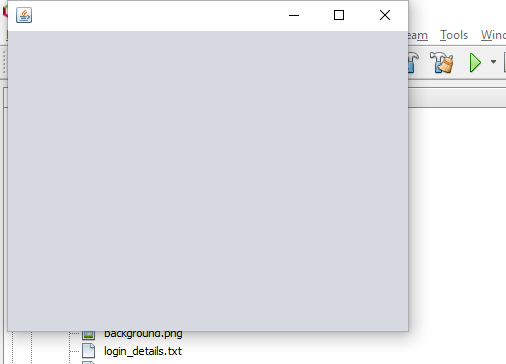 eam Tools Wind
background.png
login_details.txt